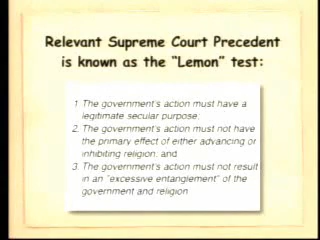 Relevant Supreme Court Precedent
is known as the “Lemon” test:
1. The government's action must have a
legitimate secular purpose;
2. The government's action must not have
the primary effect of either advancing or
inhibiting religion; and
3. The government's action must not result
in an "excessive entanglement" of the
government and religion